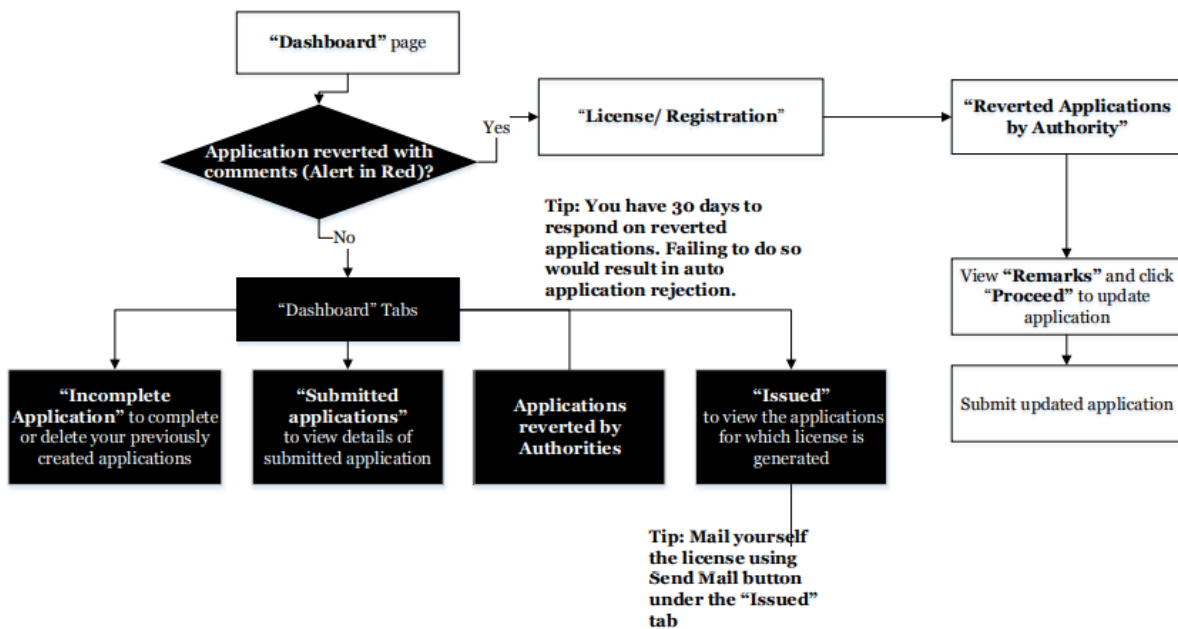 “Dashboard” page
Application reverted with
comments (Alert in Red)?
Yes
“License/ Registration”
“Reverted Applications
by Authority”
Tip: You have 30 days to
respond on reverted
applications. Failing to do so
would result in auto
application rejection.
No
View “Remarks” and click
“Proceed” to update
application
“Dashboard” Tabs
“Incomplete
Application” to complete
or delete your previously
created applications
“Submitted
applications”
to view details of
submitted application
Applications
reverted by
Authorities
“Issued”
to view the applications
for which license is
generated
Submit updated application
Tip: Mail yourself
the license using
Send Mail button
under the “Issued”
tab